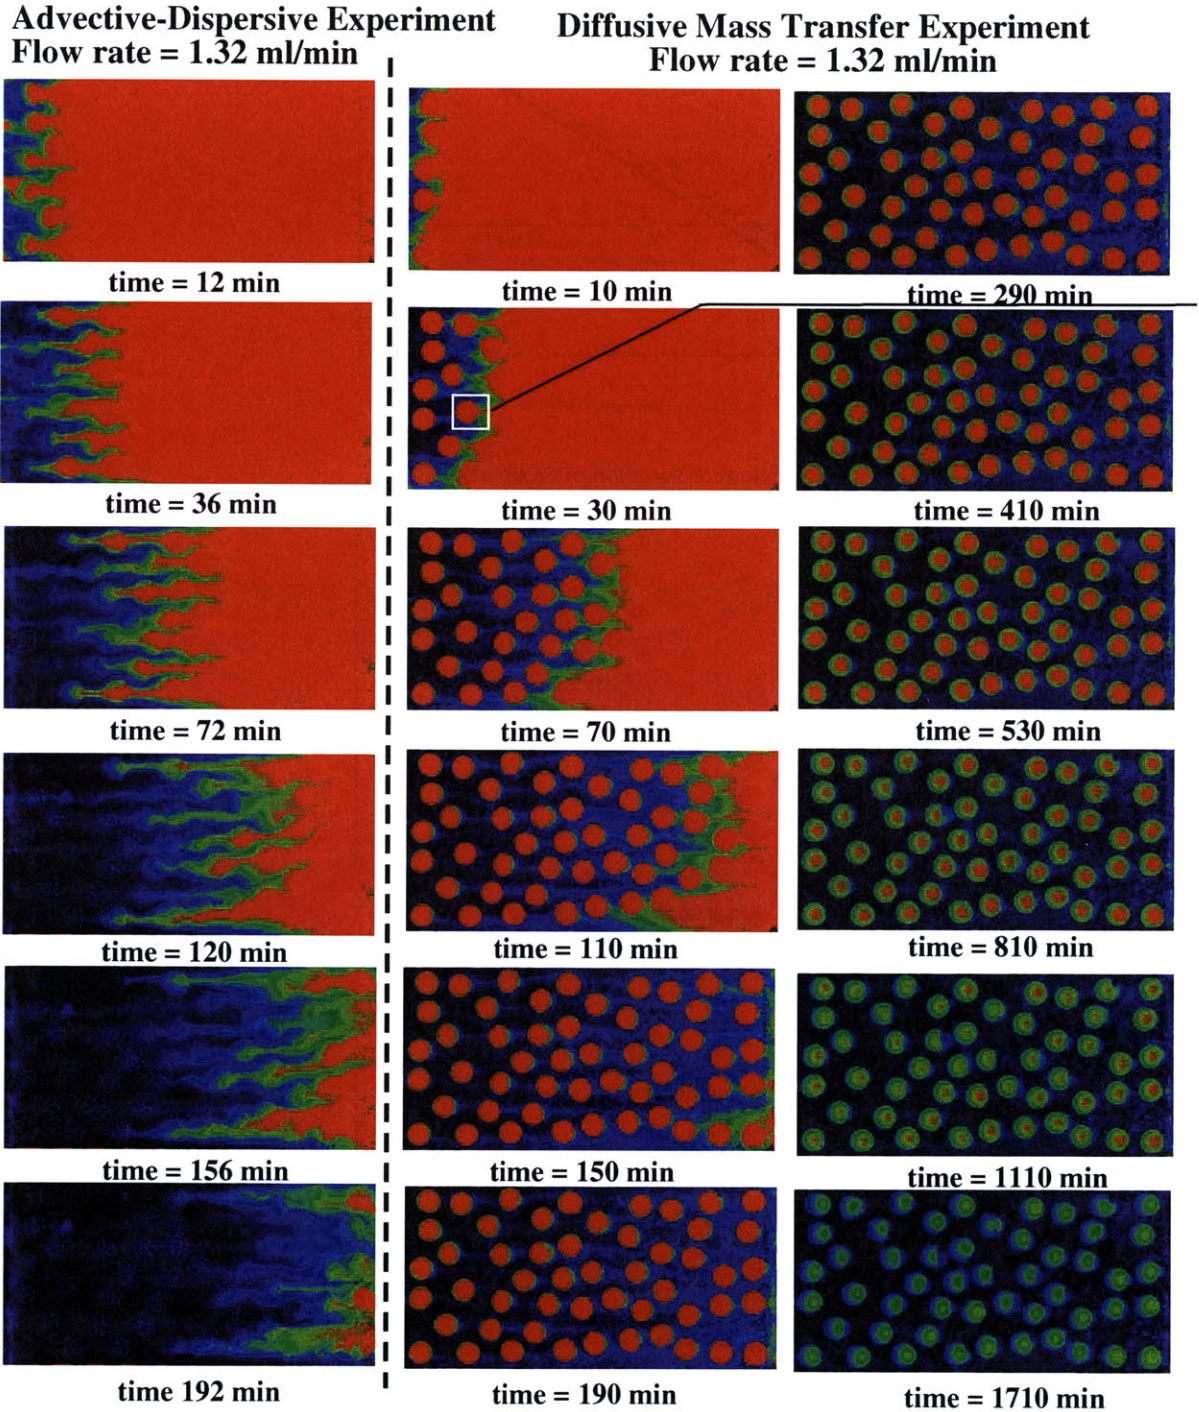 Advective-Dispersive Experiment
Flow rate = 1.32 ml/min
time = 12 min
time = 36 min
time = 72 min
time = 120 min
time = 156 min
time 192 min
Diffusive Mass Transfer Experiment
Flow rate = 1.32 ml/min
time = 10 min
time = 30 min
time = 70 min
time = 110 min
time = 150 min
time = 190 min
time = 290 min
time = 410 min
time = 530 min
time = 810 min
time = 1110 min
time = 1710 min